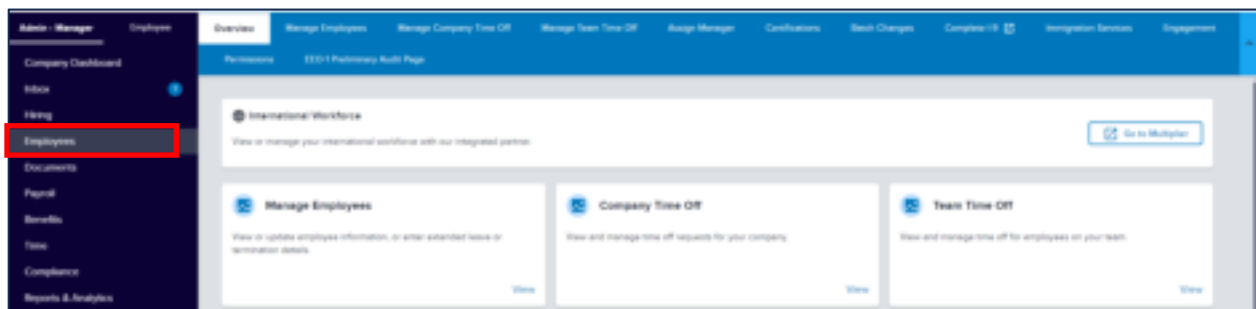 Admin - Manager Employee
Overview Manage Employees Manage Company Time Off Manage Team Time Off Assign Manager Certifications Batch Changes Complete I-9 Immigration Services Engagement
Permissions EEO-1 Preliminary Audit Page
Company Dashboard
Inbox
Hiring
Employees
Documents
Payroll
Benefits
Time
Compliance
Reports & Analytics
International Workforce
View or manage your international workforce with our integrated partner.
Go to Multiplier
Manage Employees
View or update employee information, or enter extended leave or
termination details.
View
Company Time Off
View and manage time off requests for your company.
View
Team Time Off
View and manage time off for employees on your team.
View